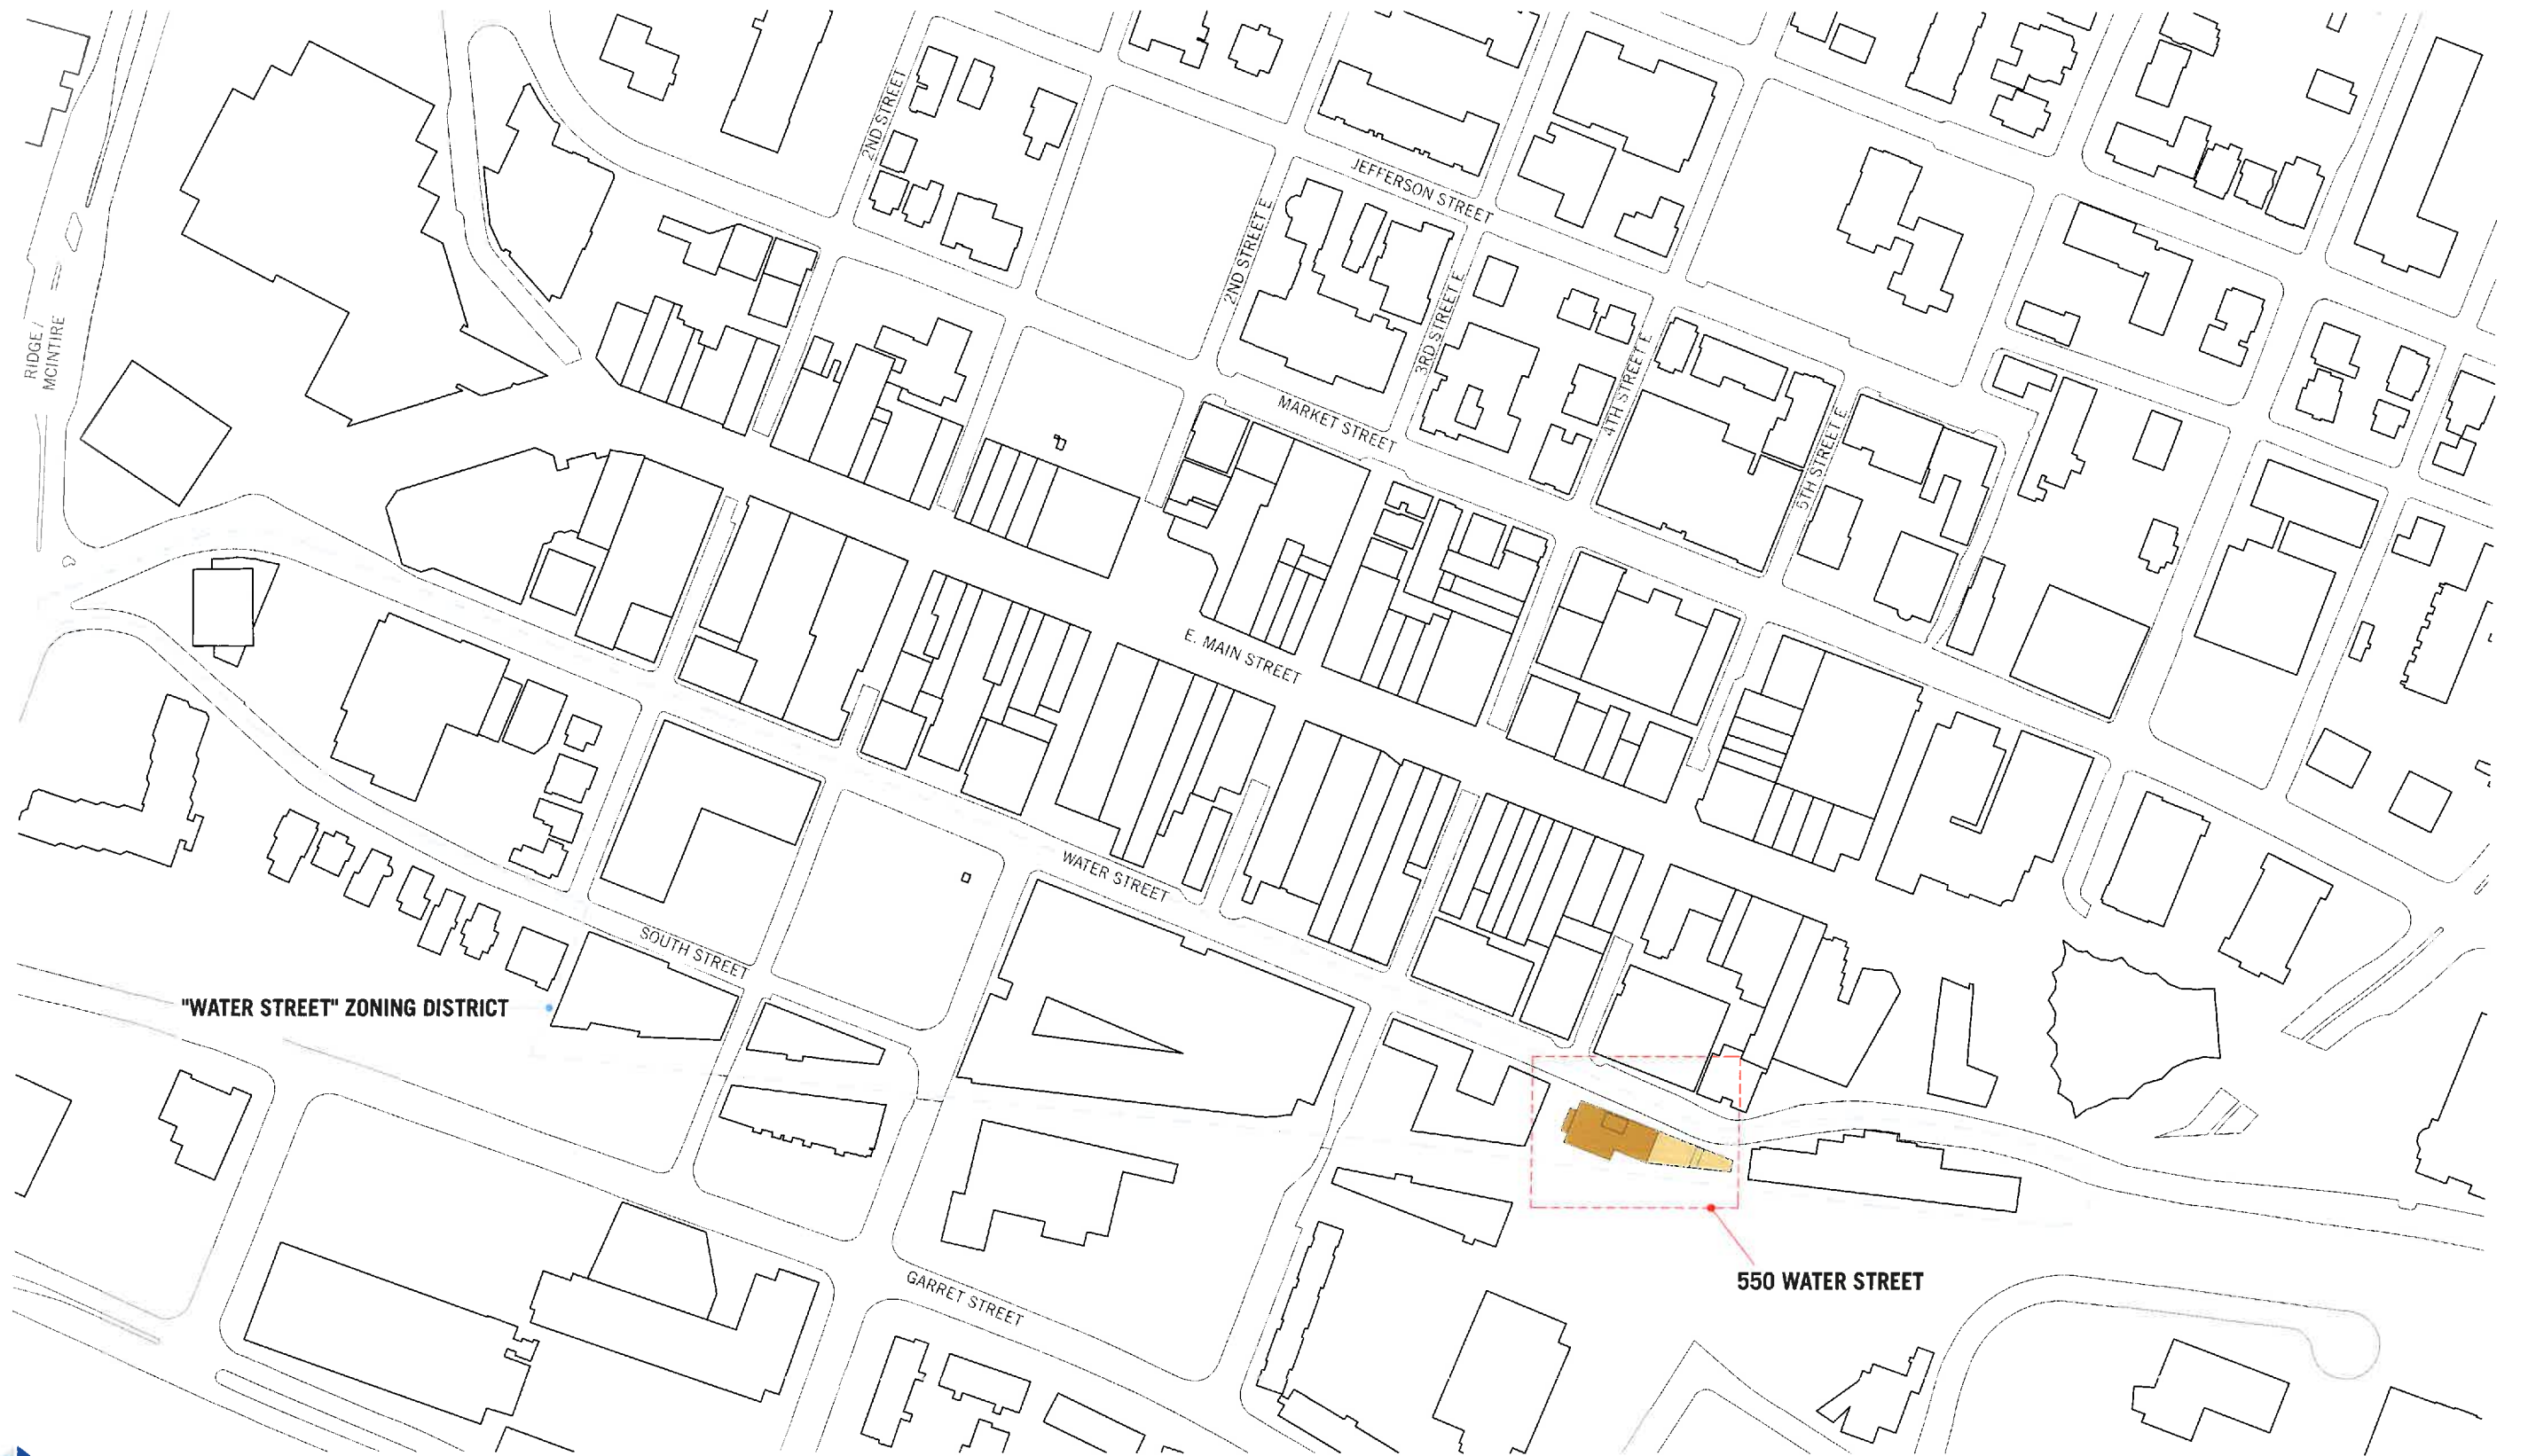 2ND STREET
JEFFERSON STREET
2ND STREET E
3RD STREET E
RIDGE /
MCINTIRE
4TH STREET E
MARKET STREET
5TH STREET E
E. MAIN STREET
WATER STREET
SOUTH STREET
"WATER STREET" ZONING DISTRICT
550 WATER STREET
GARRET STREET